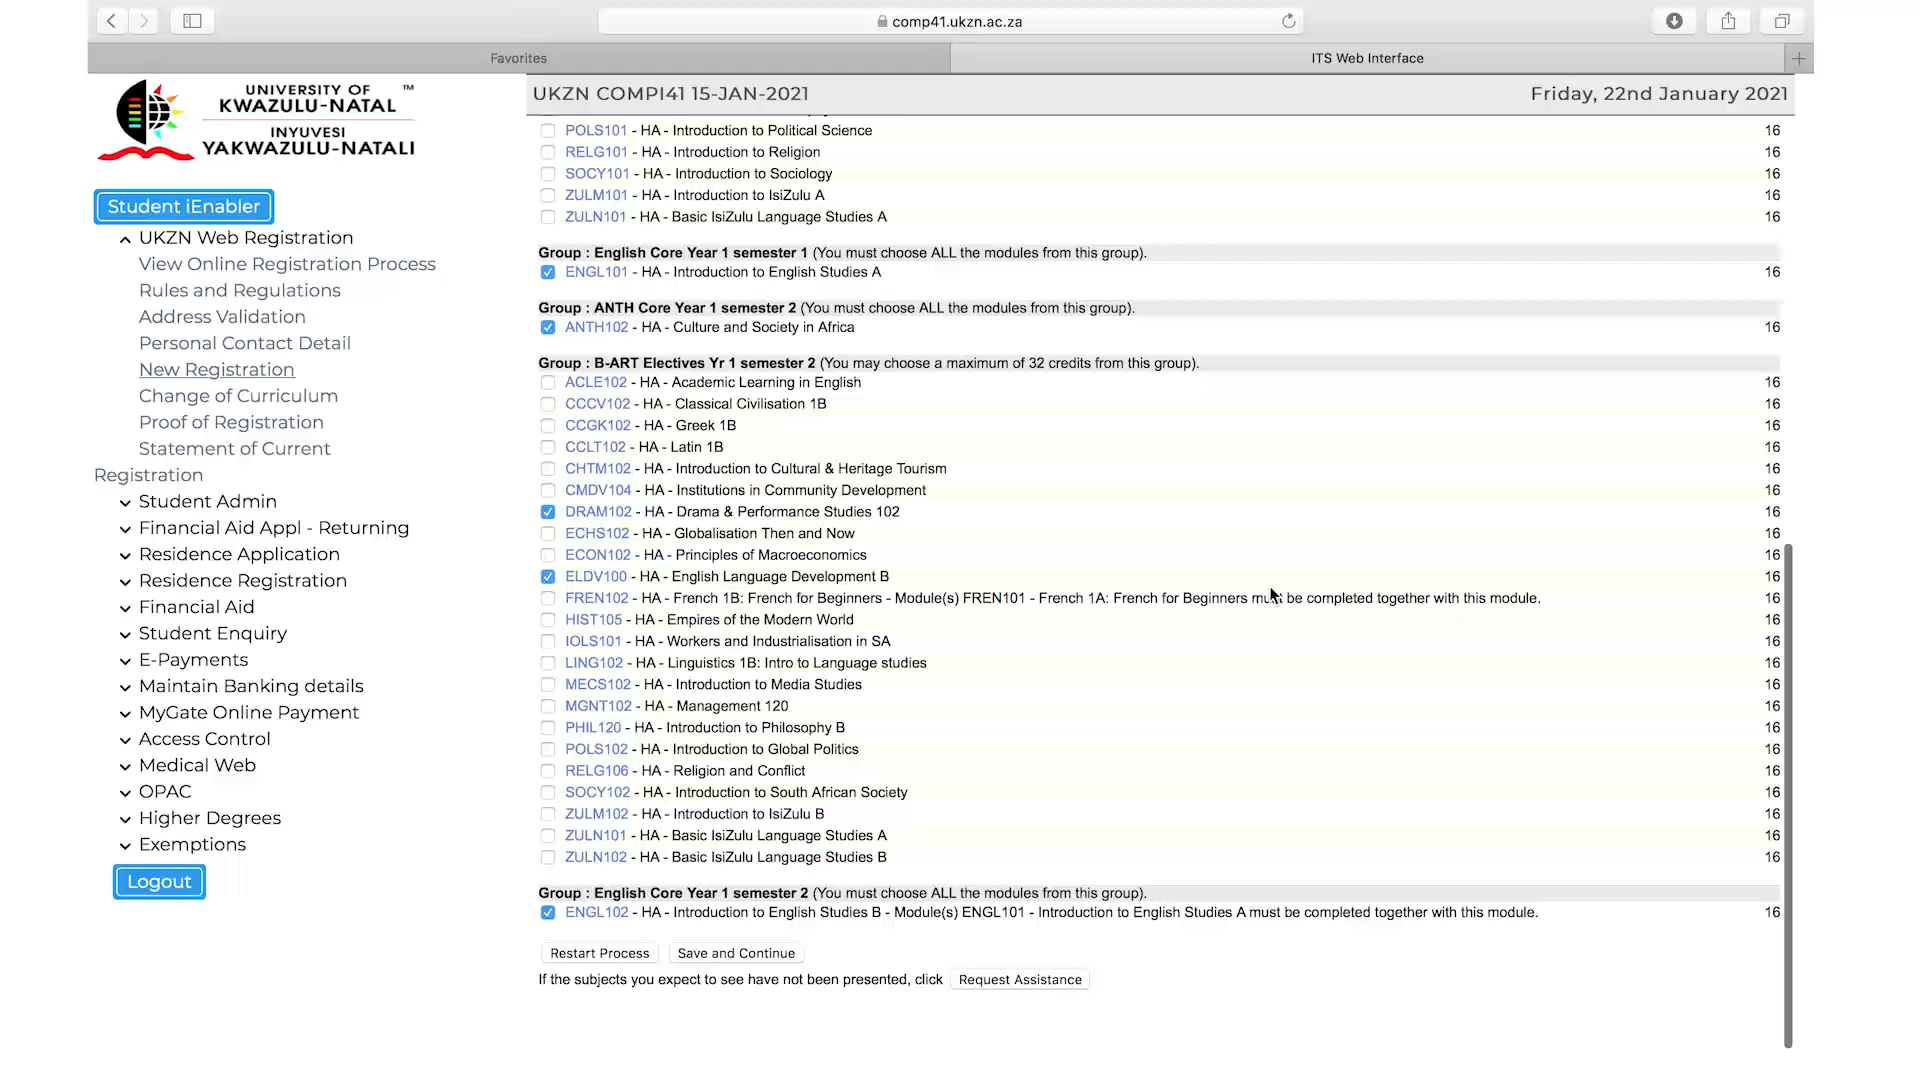 comp41.ukzn.ac.za
Favorites
ITS Web Interface
UNIVERSITY OF ™
KWAZULU-NATAL
INYUVESI
YAKWAZULU-NATALI
UKZN COMPI41 15-JAN-2021
Friday, 22nd January 2021
Student iEnabler
UKZN Web Registration
View Online Registration Process
Rules and Regulations
Address Validation
Personal Contact Detail
New Registration
Change of Curriculum
Proof of Registration
Statement of Current
Registration
Student Admin
Financial Aid Appl - Returning
Residence Application
Residence Registration
Financial Aid
Student Enquiry
E-Payments
Maintain Banking details
MyGate Online Payment
Access Control
Medical Web
OPAC
Higher Degrees
Exemptions
Logout
POLS101 - HA - Introduction to Political Science 16
RELG101 - HA - Introduction to Religion 16
SOCY101 - HA - Introduction to Sociology 16
ZULM101 - HA - Introduction to IsiZulu A 16
ZULN101 - HA - Basic IsiZulu Language Studies A 16
Group : English Core Year 1 semester 1 (You must choose ALL the modules from this group).
ENGL101 - HA - Introduction to English Studies A 16
Group : ANTH Core Year 1 semester 2 (You must choose ALL the modules from this group).
ANTH102 - HA - Culture and Society in Africa 16
Group : B-ART Electives Yr 1 semester 2 (You may choose a maximum of 32 credits from this group).
ACLE102 - HA - Academic Learning in English 16
CCCV102 - HA - Classical Civilisation 1B 16
CCGK102 - HA - Greek 1B 16
CCLT102 - HA - Latin 1B 16
CHTM102 - HA - Introduction to Cultural & Heritage Tourism 16
CMDV104 - HA - Institutions in Community Development 16
DRAM102 - HA - Drama & Performance Studies 102 16
ECHS102 - HA - Globalisation Then and Now 16
ECON102 - HA - Principles of Macroeconomics 16
ELDV100 - HA - English Language Development B 16
FREN102 - HA - French 1B: French for Beginners - Module(s) FREN101 - French 1A: French for Beginners must be completed together with this module. 16
HIST105 - HA - Empires of the Modern World 16
IOLS101 - HA - Workers and Industrialisation in SA 16
LING102 - HA - Linguistics 1B: Intro to Language studies 16
MECS102 - HA - Introduction to Media Studies 16
MGNT102 - HA - Management 120 16
PHIL120 - HA - Introduction to Philosophy B 16
POLS102 - HA - Introduction to Global Politics 16
RELG106 - HA - Religion and Conflict 16
SOCY102 - HA - Introduction to South African Society 16
ZULM102 - HA - Introduction to IsiZulu B 16
ZULN101 - HA - Basic IsiZulu Language Studies A 16
ZULN102 - HA - Basic IsiZulu Language Studies B 16
Group : English Core Year 1 semester 2 (You must choose ALL the modules from this group).
ENGL102 - HA - Introduction to English Studies B - Module(s) ENGL101 - Introduction to English Studies A must be completed together with this module. 16
Restart Process Save and Continue
If the subjects you expect to see have not been presented, click Request Assistance